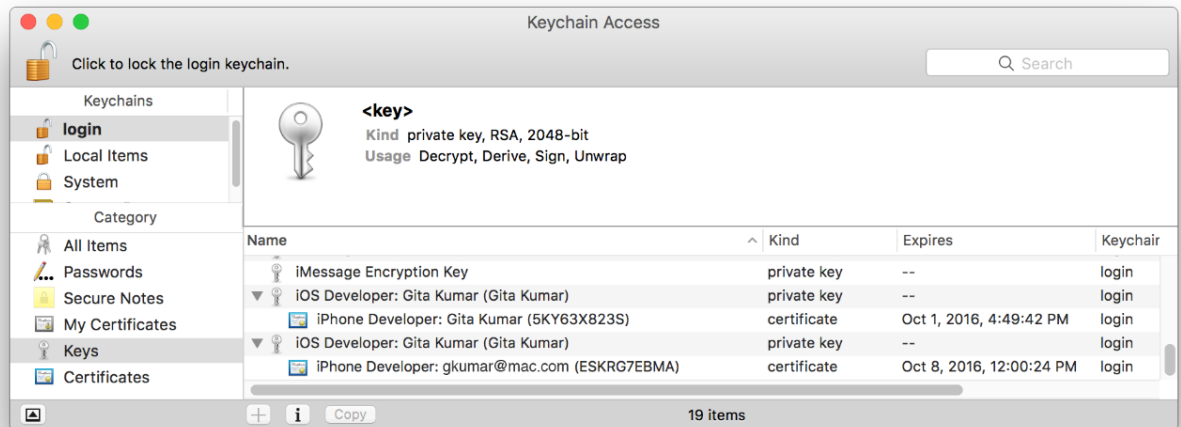 Keychain Access
Click to lock the login keychain.
Search
Keychains
login
Local Items
System
Category
All Items
Passwords
Secure Notes
My Certificates
Keys
Certificates
<key>
Kind private key, RSA, 2048-bit
Usage Decrypt, Derive, Sign, Unwrap
Name Kind Expires Keychain
iMessage Encryption Key private key -- login
iOS Developer: Gita Kumar (Gita Kumar) private key -- login
iPhone Developer: Gita Kumar (5KY63X823S) certificate Oct 1, 2016, 4:49:42 PM login
iOS Developer: Gita Kumar (Gita Kumar) private key -- login
iPhone Developer: gkumar@mac.com (ESKRG7EBMA) certificate Oct 8, 2016, 12:00:24 PM login
Copy
19 items